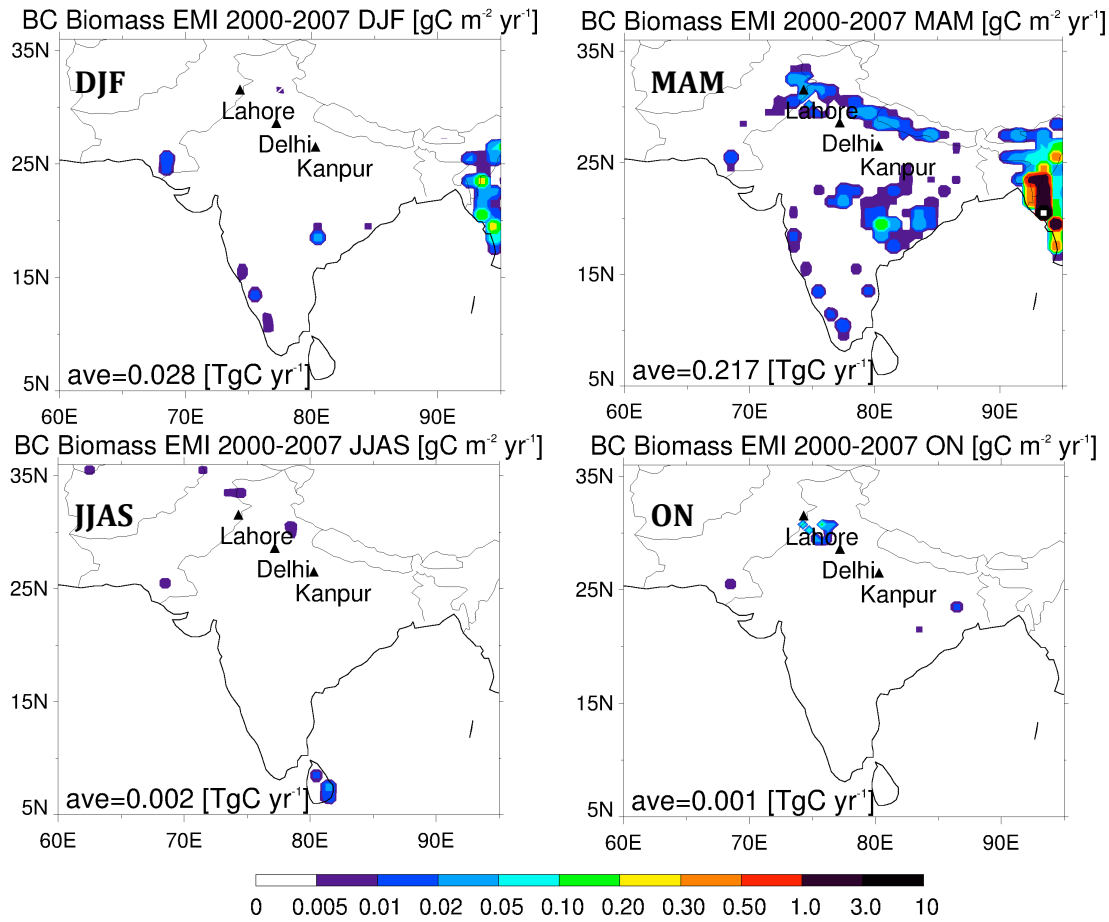 BC Biomass EMI 2000-2007 DJF [gC m⁻² yr⁻¹]
35N
25N
15N
5N
DJF
Lahore
Delhi
Kanpur
ave=0.028 [TgC yr⁻¹]
60E 70E 80E 90E
BC Biomass EMI 2000-2007 MAM [gC m⁻² yr⁻¹]
35N
25N
15N
5N
MAM
Lahore
Delhi
Kanpur
ave=0.217 [TgC yr⁻¹]
60E 70E 80E 90E
BC Biomass EMI 2000-2007 JJAS [gC m⁻² yr⁻¹]
35N
25N
15N
5N
JJAS
Lahore
Delhi
Kanpur
ave=0.002 [TgC yr⁻¹]
60E 70E 80E 90E
BC Biomass EMI 2000-2007 ON [gC m⁻² yr⁻¹]
35N
25N
15N
5N
ON
Lahore
Delhi
Kanpur
ave=0.001 [TgC yr⁻¹]
60E 70E 80E 90E
0 0.005 0.01 0.02 0.05 0.10 0.20 0.30 0.50 1.0 3.0 10